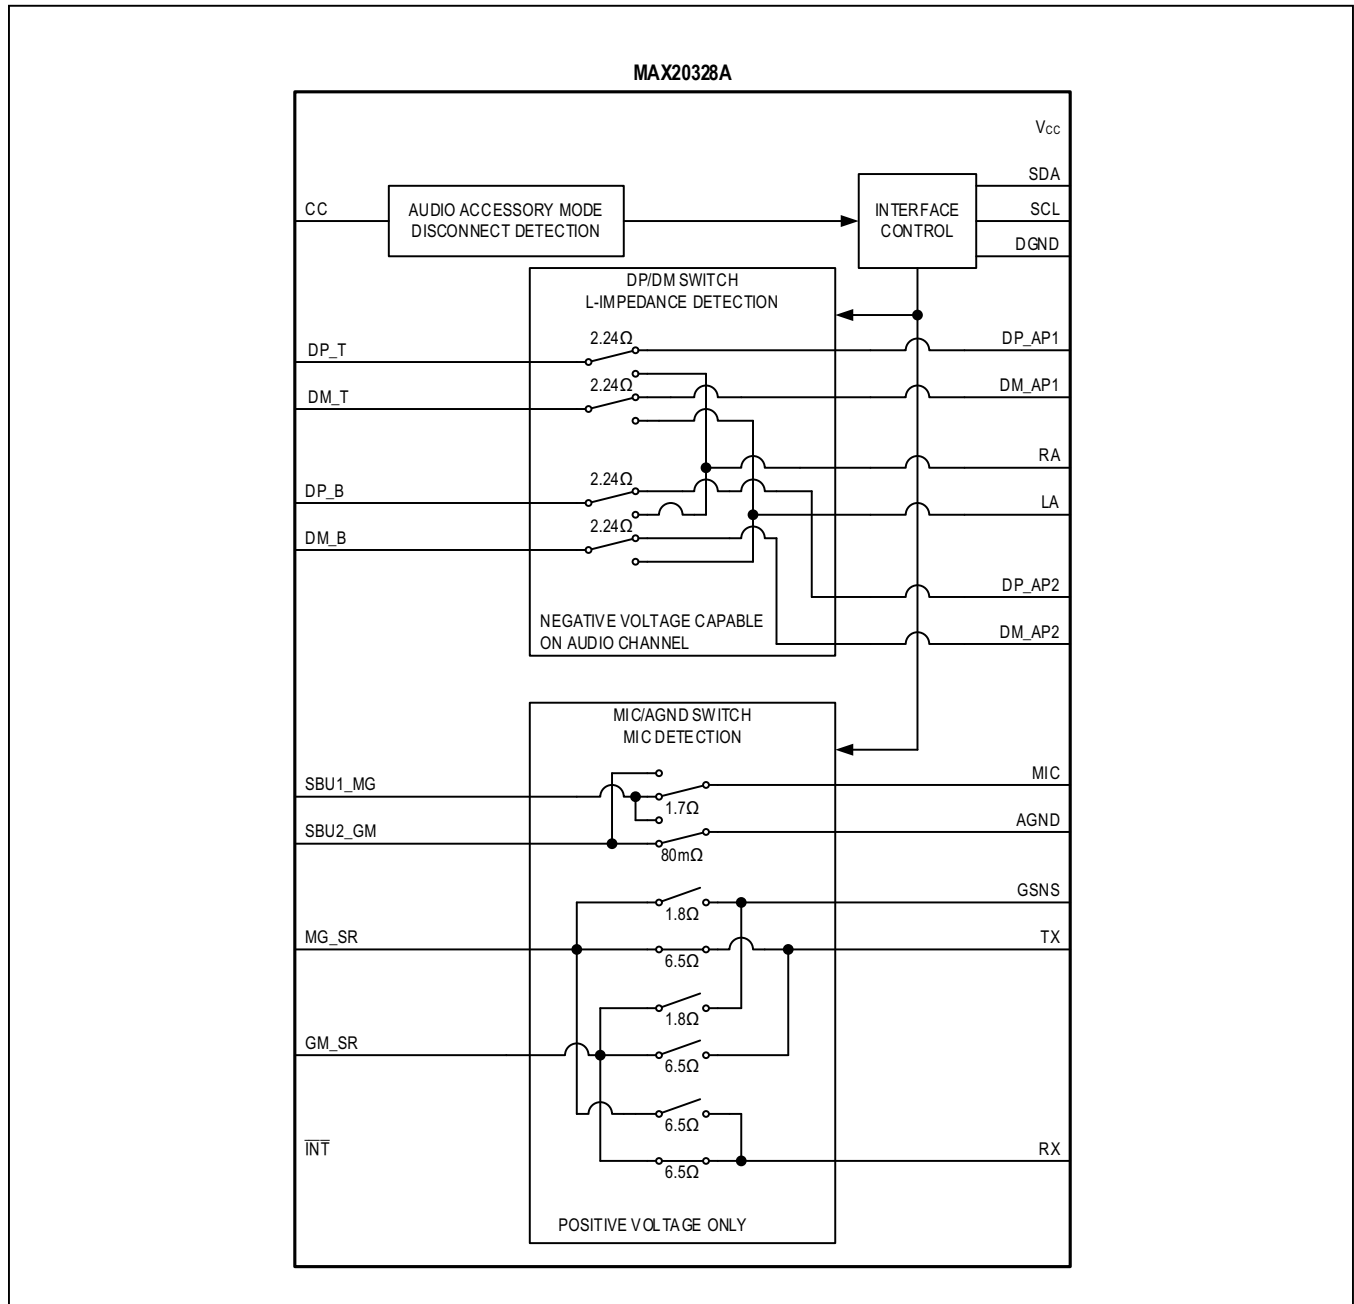 MAX20328A
VCC
SDA
CC
AUDIO ACCESSORY MODE
DISCONNECT DETECTION
INTERFACE
CONTROL
SCL
DGND
DP/DM SWITCH
L-IMPEDANCE DETECTION
2.24Ω
DP_T
DP_AP1
2.24Ω
DM_T
DM_AP1
RA
2.24Ω
DP_B
LA
2.24Ω
DM_B
DP_AP2
NEGATIVE VOLTAGE CAPABLE
ON AUDIO CHANNEL
DM_AP2
MIC/AGND SWITCH
MIC DETECTION
SBU1_MG
MIC
1.7Ω
SBU2_GM
AGND
80mΩ
GSNS
1.8Ω
MG_SR
TX
6.5Ω
1.8Ω
GM_SR
6.5Ω
6.5Ω
INT
RX
6.5Ω
POSITIVE VOLTAGE ONLY